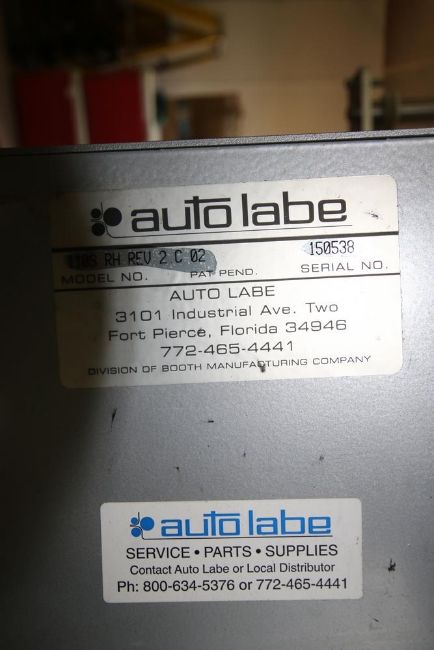 auto labe
110S RH REV 2 C 02 150538
MODEL NO. PAT PEND. SERIAL NO.
AUTO LABE
3101 Industrial Ave. Two
Fort Pierce, Florida 34946
772-465-4441
DIVISION OF BOOTH MANUFACTURING COMPANY
auto labe
SERVICE • PARTS • SUPPLIES
Contact Auto Labe or Local Distributor
Ph: 800-634-5376 or 772-465-4441